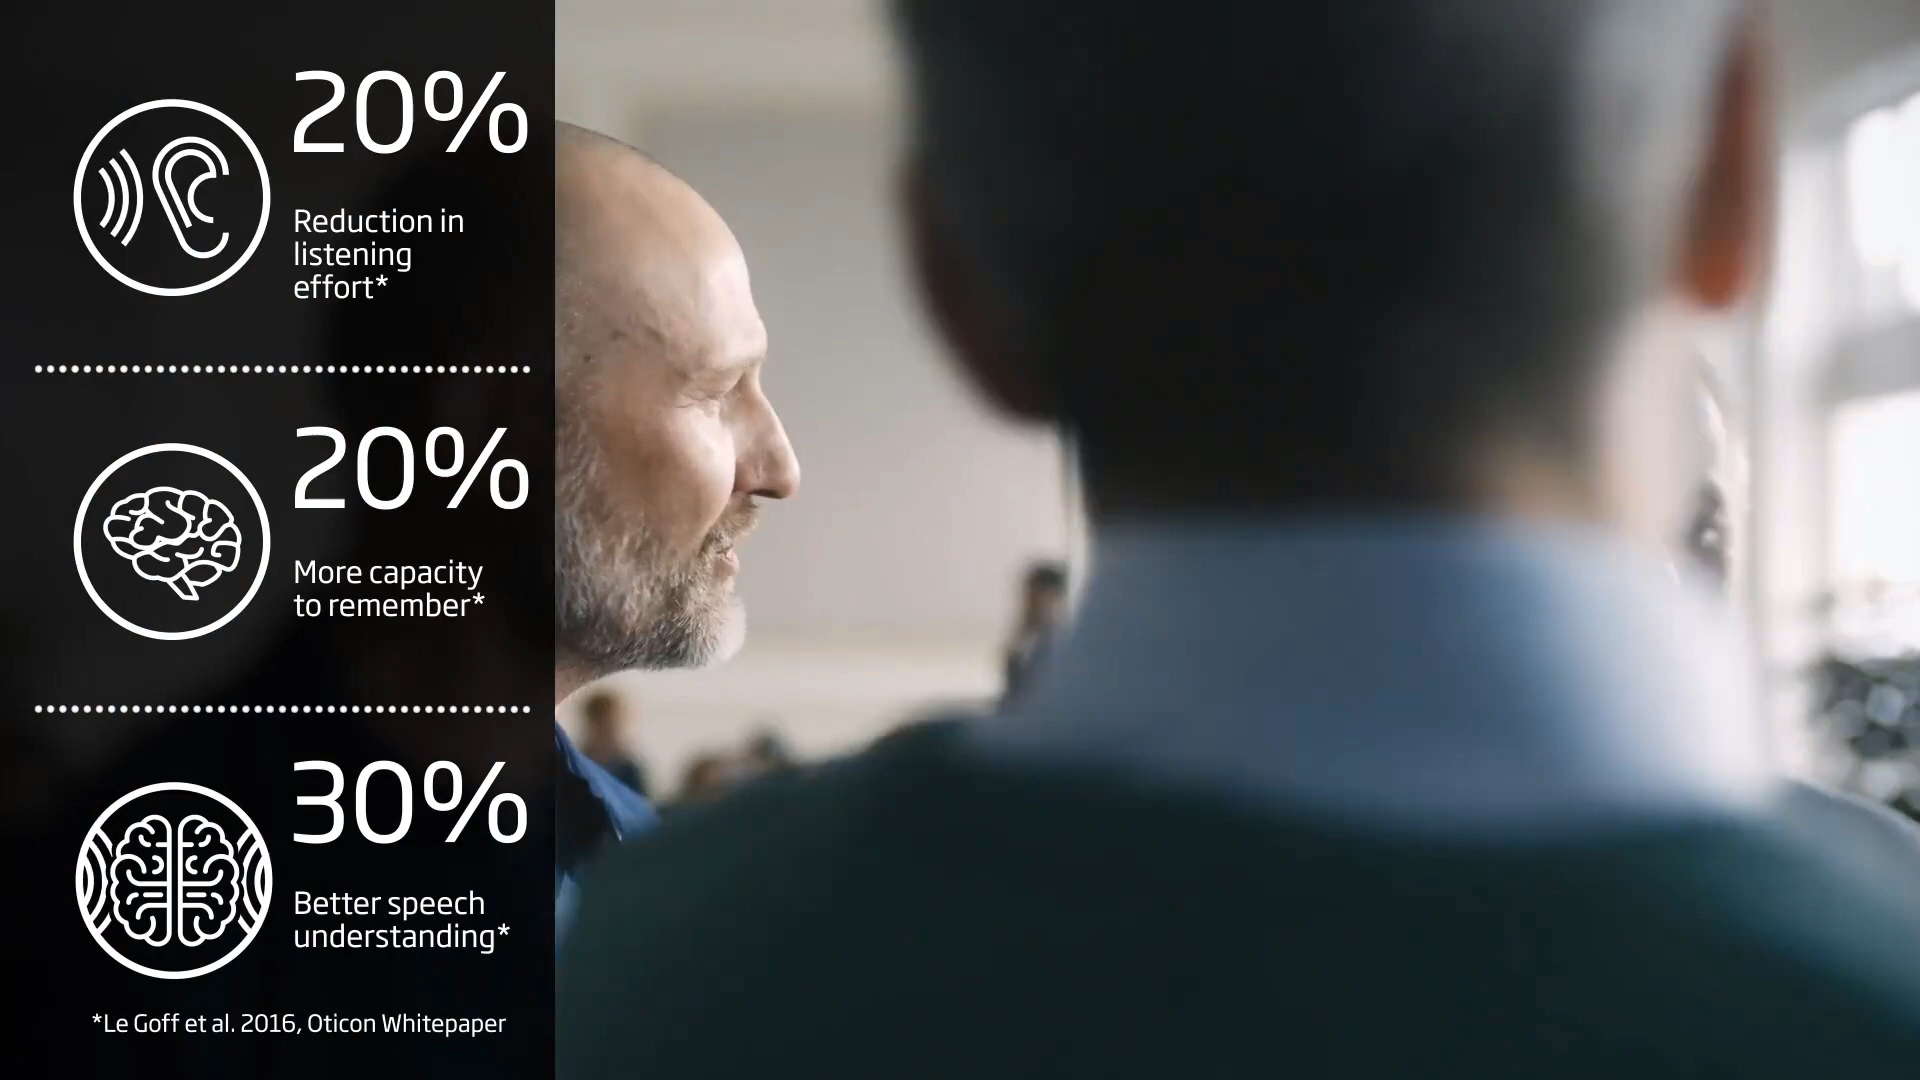 20%
Reduction in
listening
effort*
20%
More capacity
to remember*
30%
Better speech
understanding*
*Le Goff et al. 2016, Oticon Whitepaper